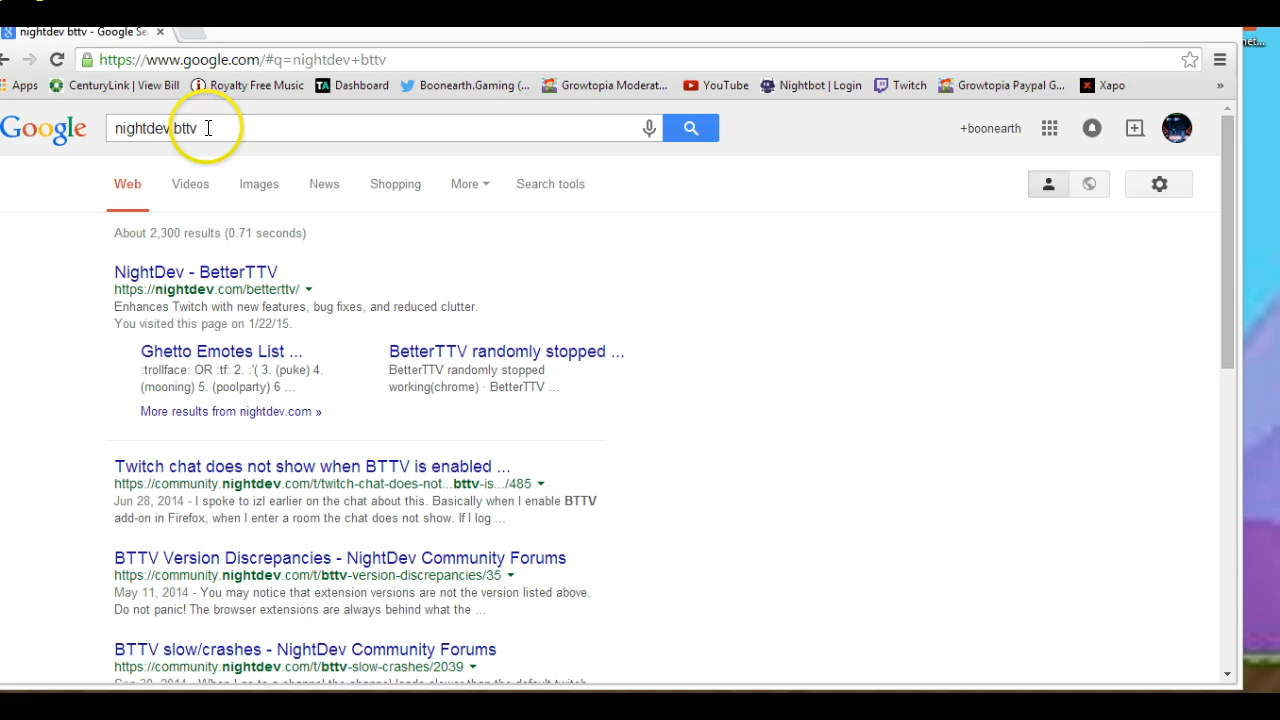 nightdev bttv - Google Se
https://www.google.com/#q=nightdev+bttv
Apps CenturyLink | View Bill Royalty Free Music TA Dashboard Boonearth.Gaming (... Growtopia Moderat... YouTube Nightbot | Login Twitch Growtopia Paypal G... Xapo »
Google nightdev bttv +boonearth
Web Videos Images News Shopping More Search tools
About 2,300 results (0.71 seconds)
NightDev - BetterTTV
https://nightdev.com/betterttv/
Enhances Twitch with new features, bug fixes, and reduced clutter.
You visited this page on 1/22/15.
Ghetto Emotes List ...
:trollface: OR :tf: 2. :'( 3. (puke) 4.
(mooning) 5. (poolparty) 6 ...
BetterTTV randomly stopped ...
BetterTTV randomly stopped
working(chrome) · BetterTTV ...
More results from nightdev.com »
Twitch chat does not show when BTTV is enabled ...
https://community.nightdev.com/t/twitch-chat-does-not...bttv-is.../485
Jun 28, 2014 - I spoke to izl earlier on the chat about this. Basically when I enable BTTV
add-on in Firefox, when I enter a room the chat does not show. If I log ...
BTTV Version Discrepancies - NightDev Community Forums
https://community.nightdev.com/t/bttv-version-discrepancies/35
May 11, 2014 - You may notice that extension versions are not the version listed above.
Do not panic! The browser extensions are always behind what the ...
BTTV slow/crashes - NightDev Community Forums
https://community.nightdev.com/t/bttv-slow-crashes/2039